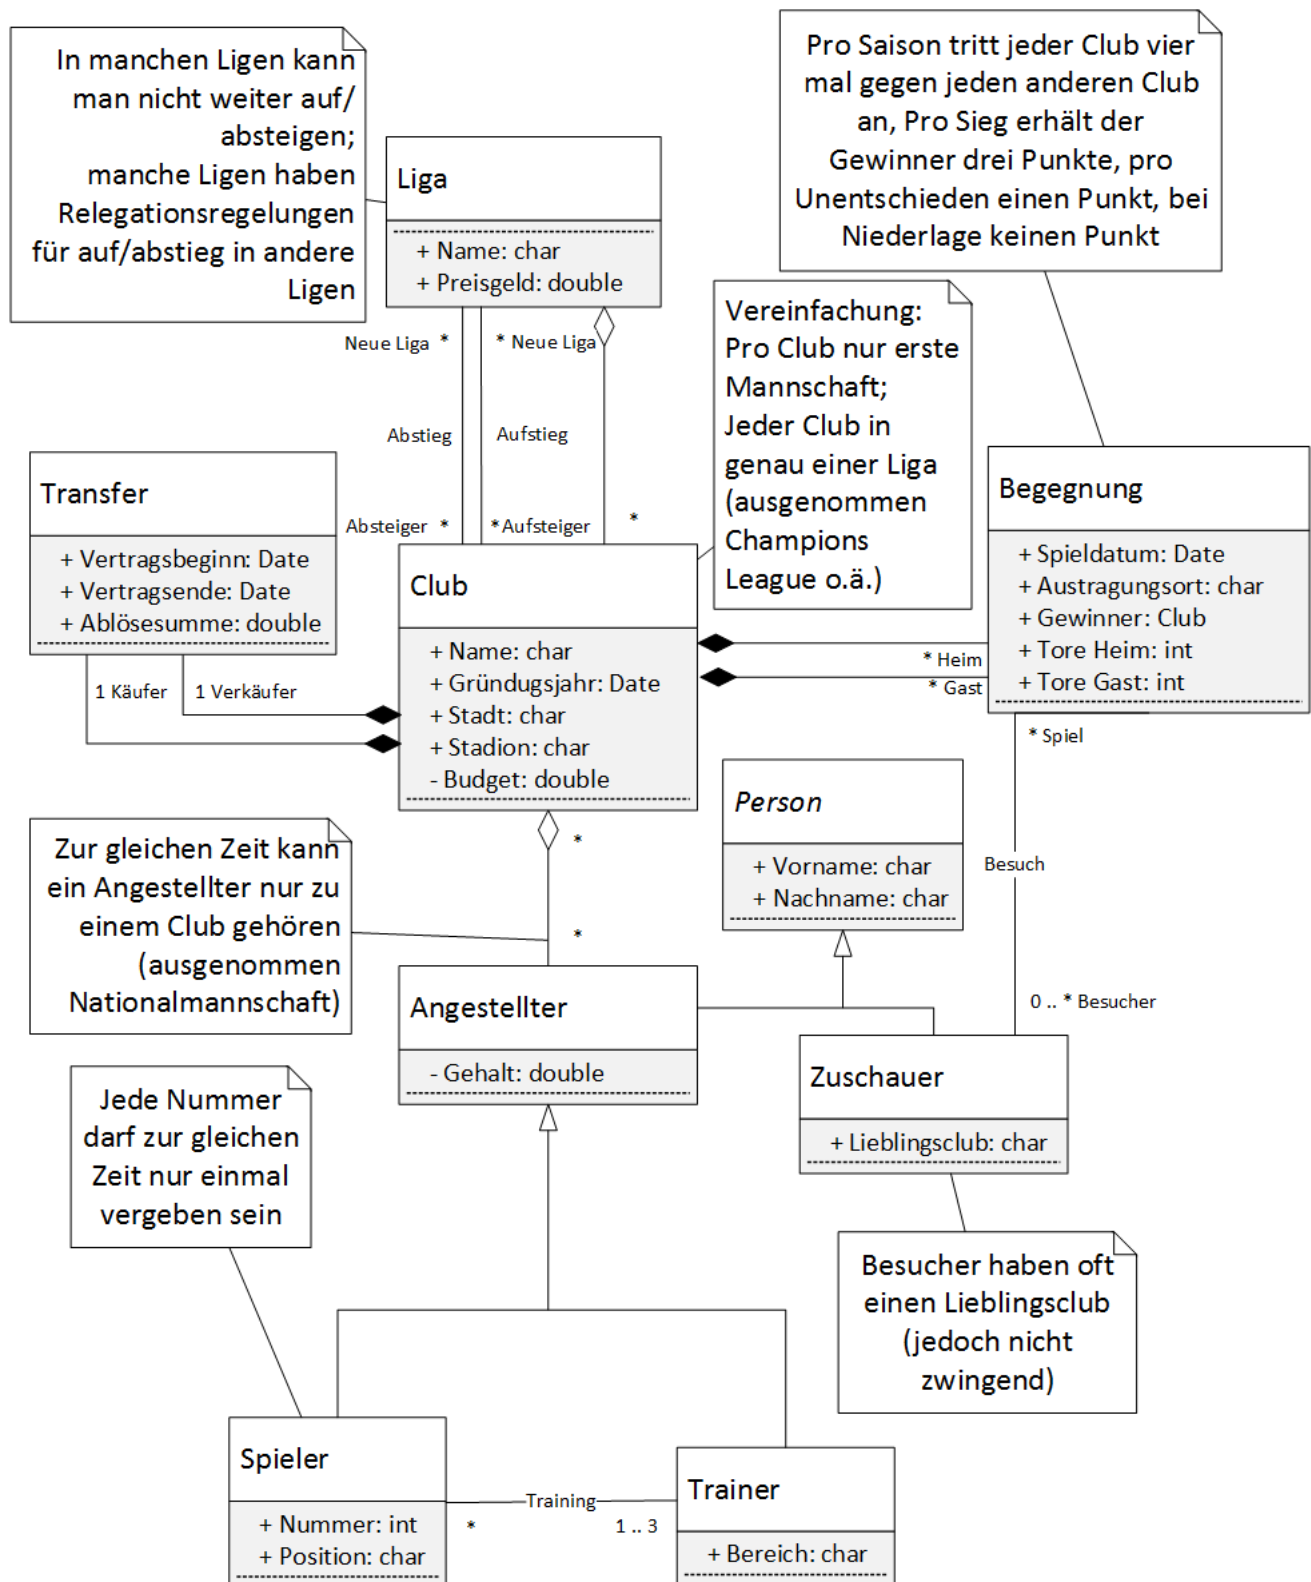 In manchen Ligen kann
man nicht weiter auf/
absteigen;
manche Ligen haben
Relegationsregelungen
für auf/abstieg in andere
Ligen
Pro Saison tritt jeder Club vier
mal gegen jeden anderen Club
an, Pro Sieg erhält der
Gewinner drei Punkte, pro
Unentschieden einen Punkt, bei
Niederlage keinen Punkt
Liga
+ Name: char
+ Preisgeld: double
Neue Liga *
* Neue Liga
Abstieg
Aufstieg
Absteiger *
* Aufsteiger
*
Vereinfachung:
Pro Club nur erste
Mannschaft;
Jeder Club in
genau einer Liga
(ausgenommen
Champions
League o.ä.)
Transfer
+ Vertragsbeginn: Date
+ Vertragsende: Date
+ Ablösesumme: double
1 Käufer
1 Verkäufer
Club
+ Name: char
+ Gründugsjahr: Date
+ Stadt: char
+ Stadion: char
- Budget: double
Begegnung
+ Spieldatum: Date
+ Austragungsort: char
+ Gewinner: Club
+ Tore Heim: int
+ Tore Gast: int
* Heim
* Gast
* Spiel
Besuch
0 .. * Besucher
Person
+ Vorname: char
+ Nachname: char
Zur gleichen Zeit kann
ein Angestellter nur zu
einem Club gehören
(ausgenommen
Nationalmannschaft)
*
*
Angestellter
- Gehalt: double
Zuschauer
+ Lieblingsclub: char
Jede Nummer
darf zur gleichen
Zeit nur einmal
vergeben sein
Besucher haben oft
einen Lieblingsclub
(jedoch nicht
zwingend)
Spieler
+ Nummer: int
+ Position: char
Training
*
1 .. 3
Trainer
+ Bereich: char